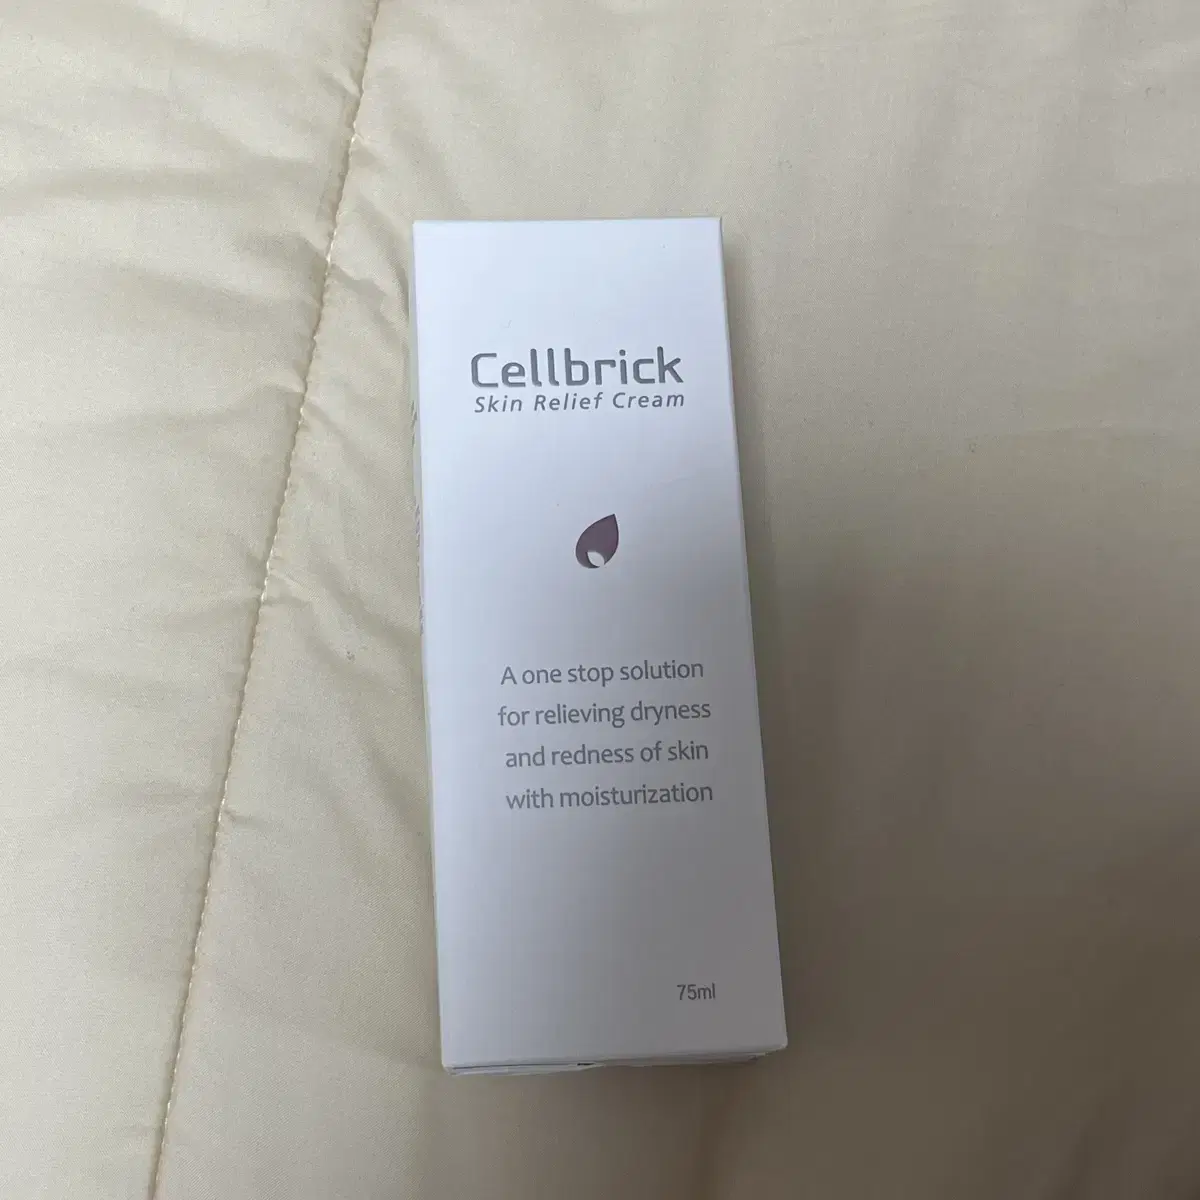 Cellbrick
Skin Relief Cream
A one stop solution
for relieving dryness
and redness of skin
with moisturization
75ml